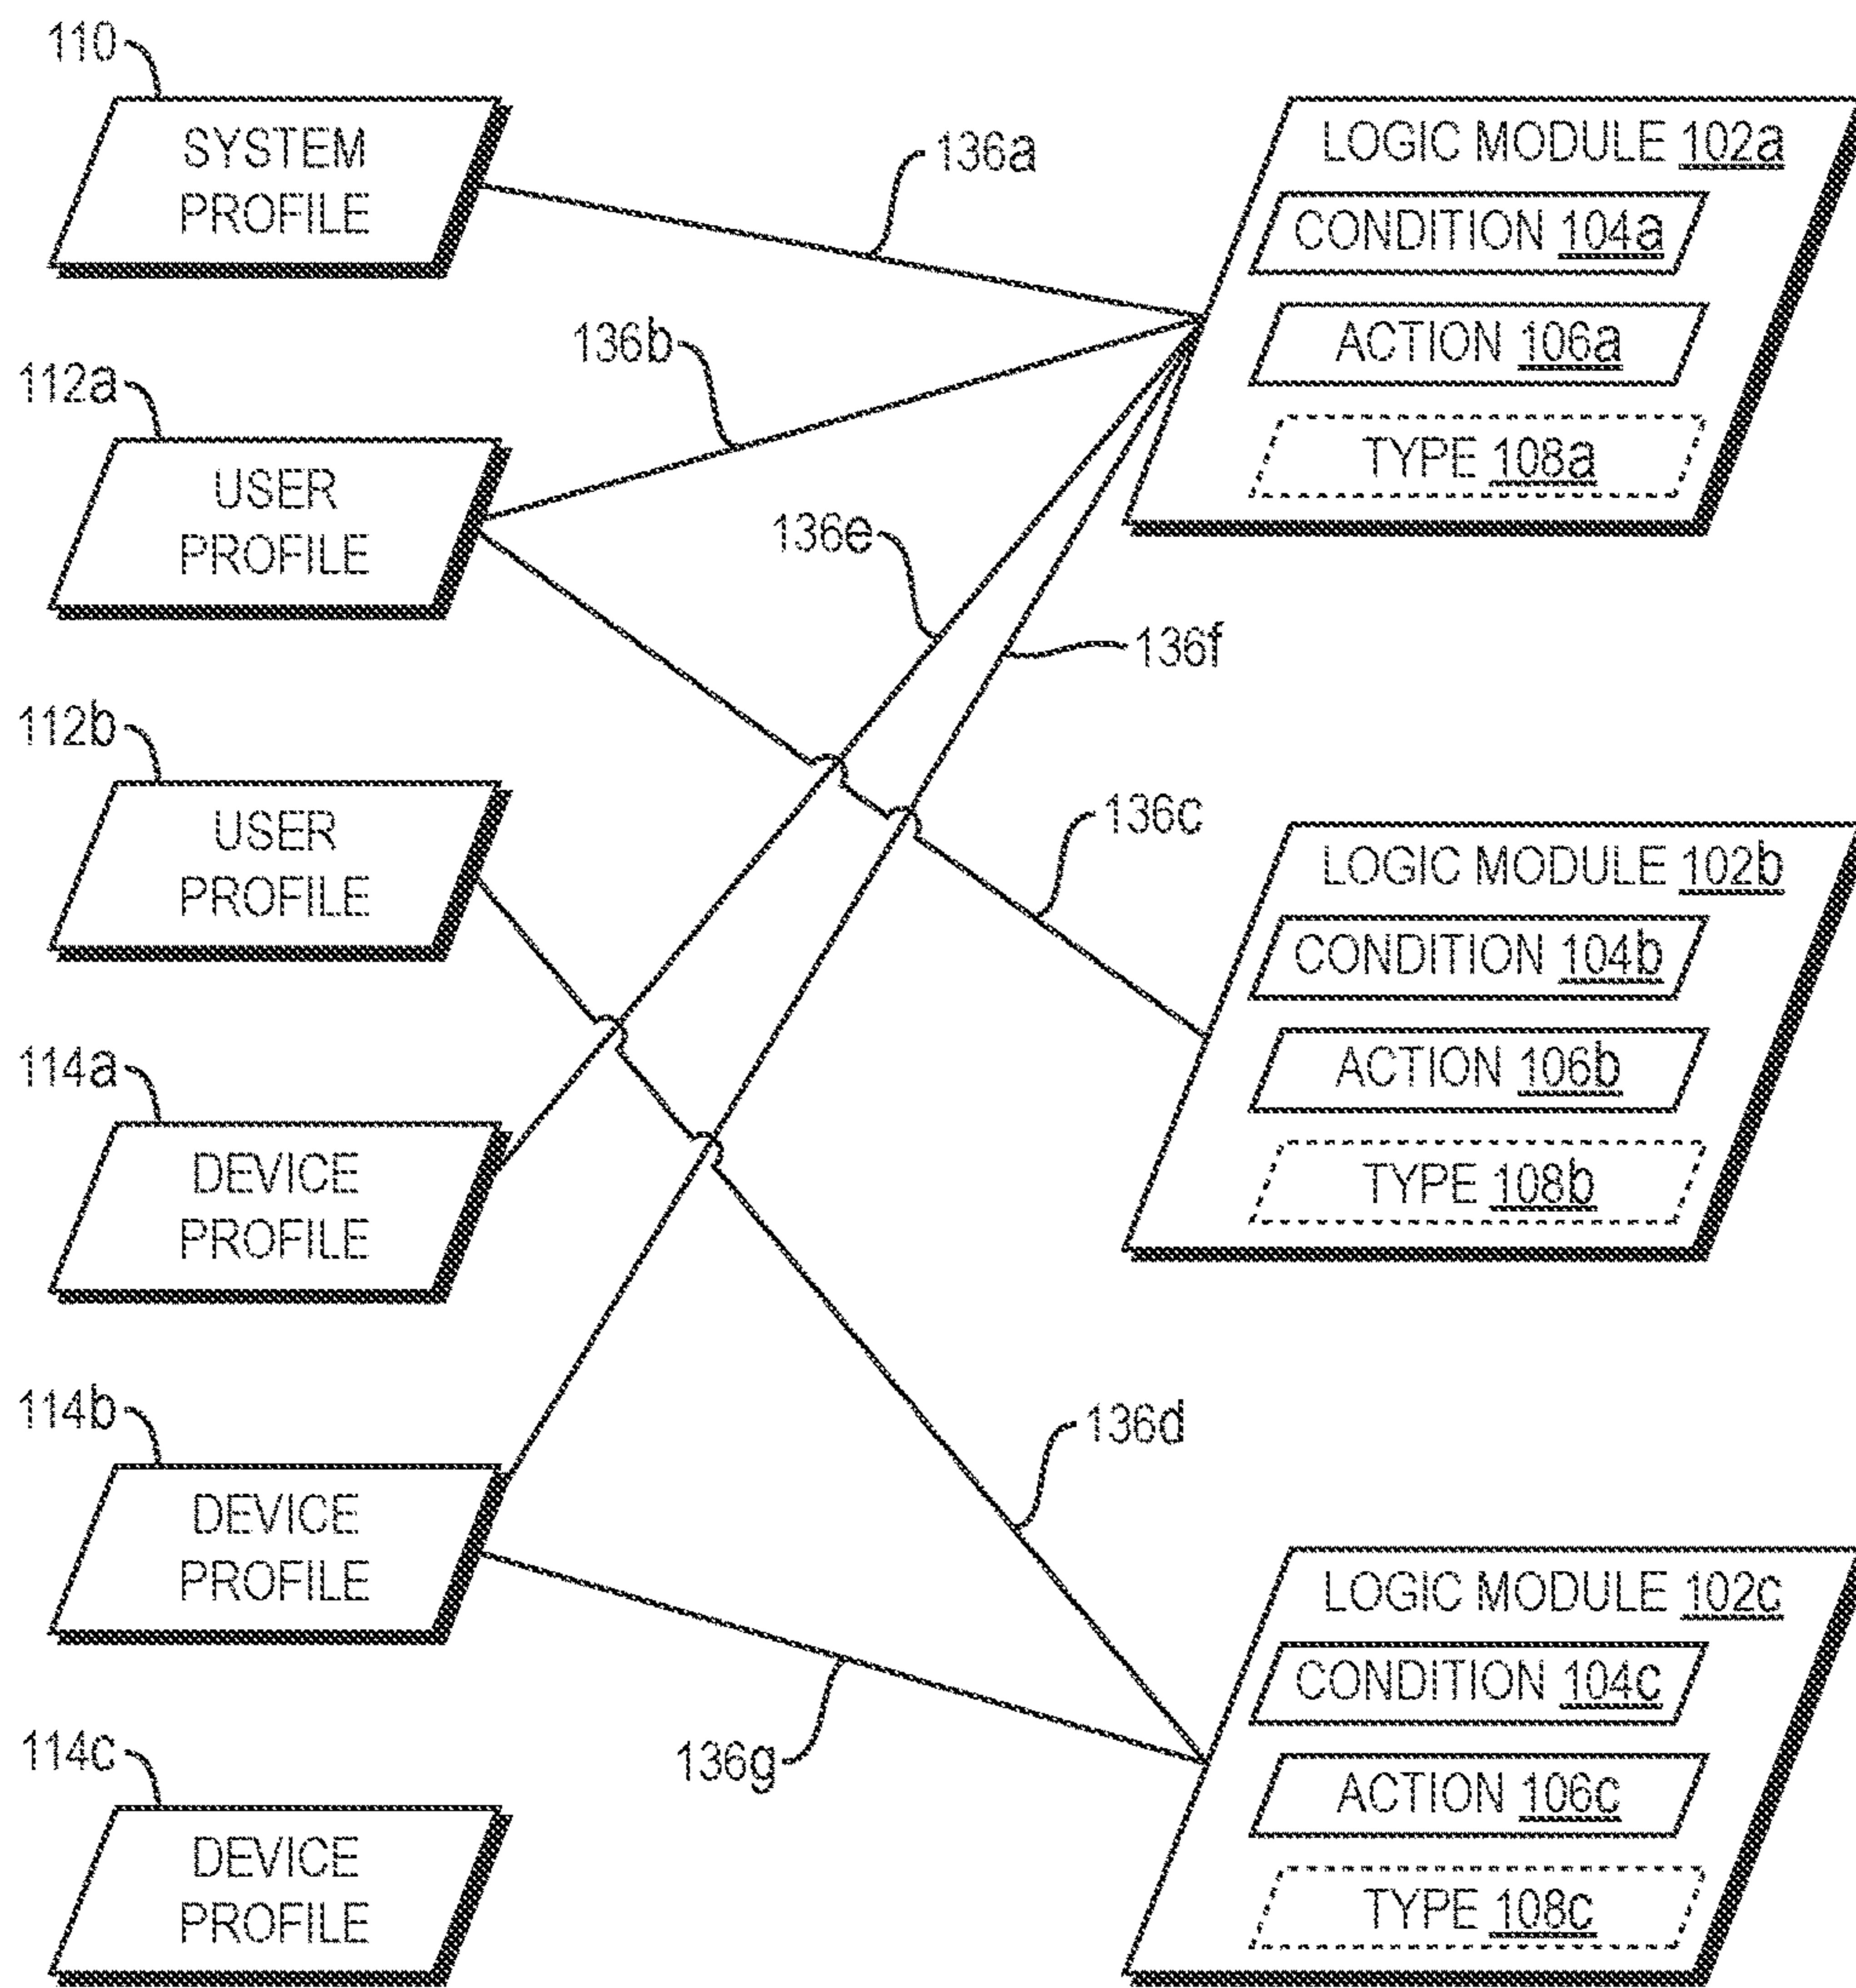 110
SYSTEM
PROFILE
136a
LOGIC MODULE 102a
CONDITION 104a
ACTION 106a
TYPE 108a
112a
USER
PROFILE
136b
136e
136f
112b
USER
PROFILE
136c
LOGIC MODULE 102b
CONDITION 104b
ACTION 106b
TYPE 108b
114a
DEVICE
PROFILE
114b
DEVICE
PROFILE
136d
136g
LOGIC MODULE 102c
CONDITION 104c
ACTION 106c
TYPE 108c
114c
DEVICE
PROFILE